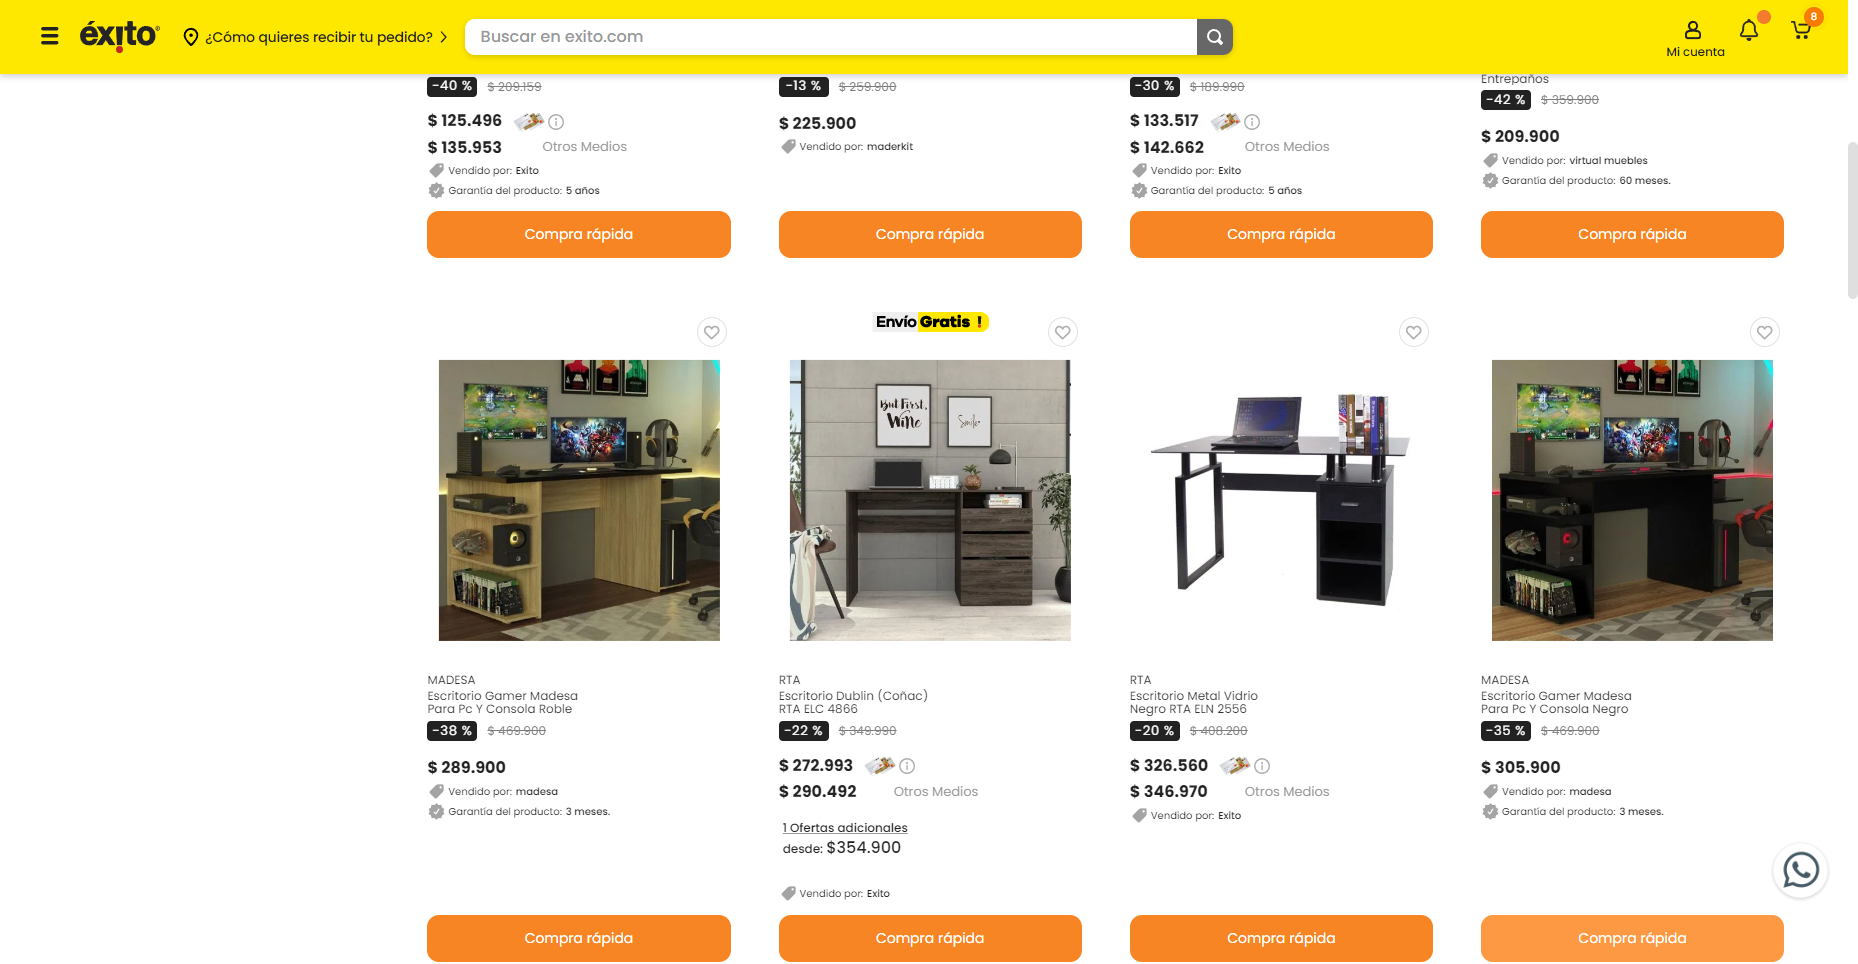 éxito
¿Cómo quieres recibir tu pedido?
Buscar en exito.com
Mi cuenta
8
-40 % $ 209.159
$ 125.496
$ 135.953 Otros Medios
Vendido por: Exito
Garantía del producto: 5 años
Compra rápida
-13 % $ 259.900
$ 225.900
Vendido por: maderkit
Compra rápida
-30 % $ 189.990
$ 133.517
$ 142.662 Otros Medios
Vendido por: Exito
Garantía del producto: 5 años
Compra rápida
Entrepaños
-42 % $ 359.900
$ 209.900
Vendido por: virtual muebles
Garantía del producto: 60 meses.
Compra rápida
MADESA
Escritorio Gamer Madesa
Para Pc Y Consola Roble
-38 % $ 469.900
$ 289.900
Vendido por: madesa
Garantía del producto: 3 meses.
Compra rápida
Envío Gratis !
But First,
Wine
Smile
RTA
Escritorio Dublin (Coñac)
RTA ELC 4866
-22 % $ 349.990
$ 272.993
$ 290.492 Otros Medios
1 Ofertas adicionales
desde: $354.900
Vendido por: Exito
Compra rápida
RTA
Escritorio Metal Vidrio
Negro RTA ELN 2556
-20 % $ 408.200
$ 326.560
$ 346.970 Otros Medios
Vendido por: Exito
Compra rápida
MADESA
Escritorio Gamer Madesa
Para Pc Y Consola Negro
-35 % $ 469.900
$ 305.900
Vendido por: madesa
Garantía del producto: 3 meses.
Compra rápida